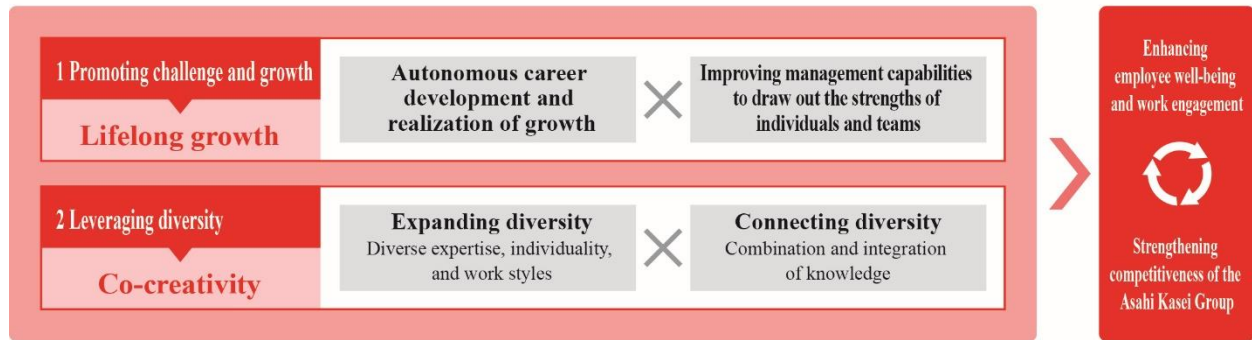 1 Promoting challenge and growth
Lifelong growth
Autonomous career
development and
realization of growth
Improving management capabilities
to draw out the strengths of
individuals and teams
2 Leveraging diversity
Co-creativity
Expanding diversity
Diverse expertise, individuality,
and work styles
Connecting diversity
Combination and integration
of knowledge
Enhancing
employee well-being
and work engagement
Strengthening
competitiveness of the
Asahi Kasei Group